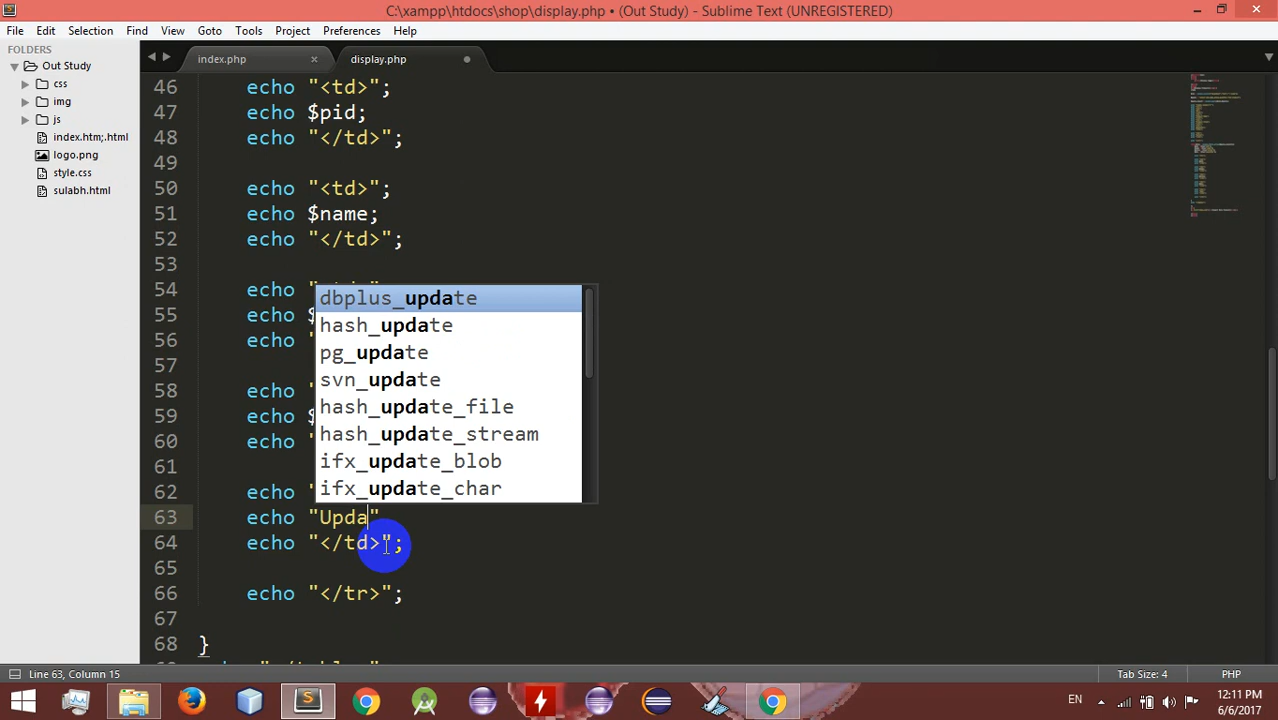 C:\xampp\htdocs\shop\display.php • (Out Study) - Sublime Text (UNREGISTERED)
File Edit Selection Find View Goto Tools Project Preferences Help
FOLDERS
Out Study
css
img
js
index.htm;.html
logo.png
style.css
sulabh.html
index.php
display.php
46 echo "<td>";
47 echo $pid;
48 echo "</td>";
49
50 echo "<td>";
51 echo $name;
52 echo "</td>";
53
54 echo
55 echo $
56 echo "
57
58 echo "
59 echo $
60 echo "
61
62 echo "
63 echo "Upda"
64 echo "</td>";
65
66 echo "</tr>";
67
68 }
dbplus_update
hash_update
pg_update
svn_update
hash_update_file
hash_update_stream
ifx_update_blob
ifx_update_char
Line 63, Column 15
Tab Size: 4
PHP
EN
12:11 PM
6/6/2017